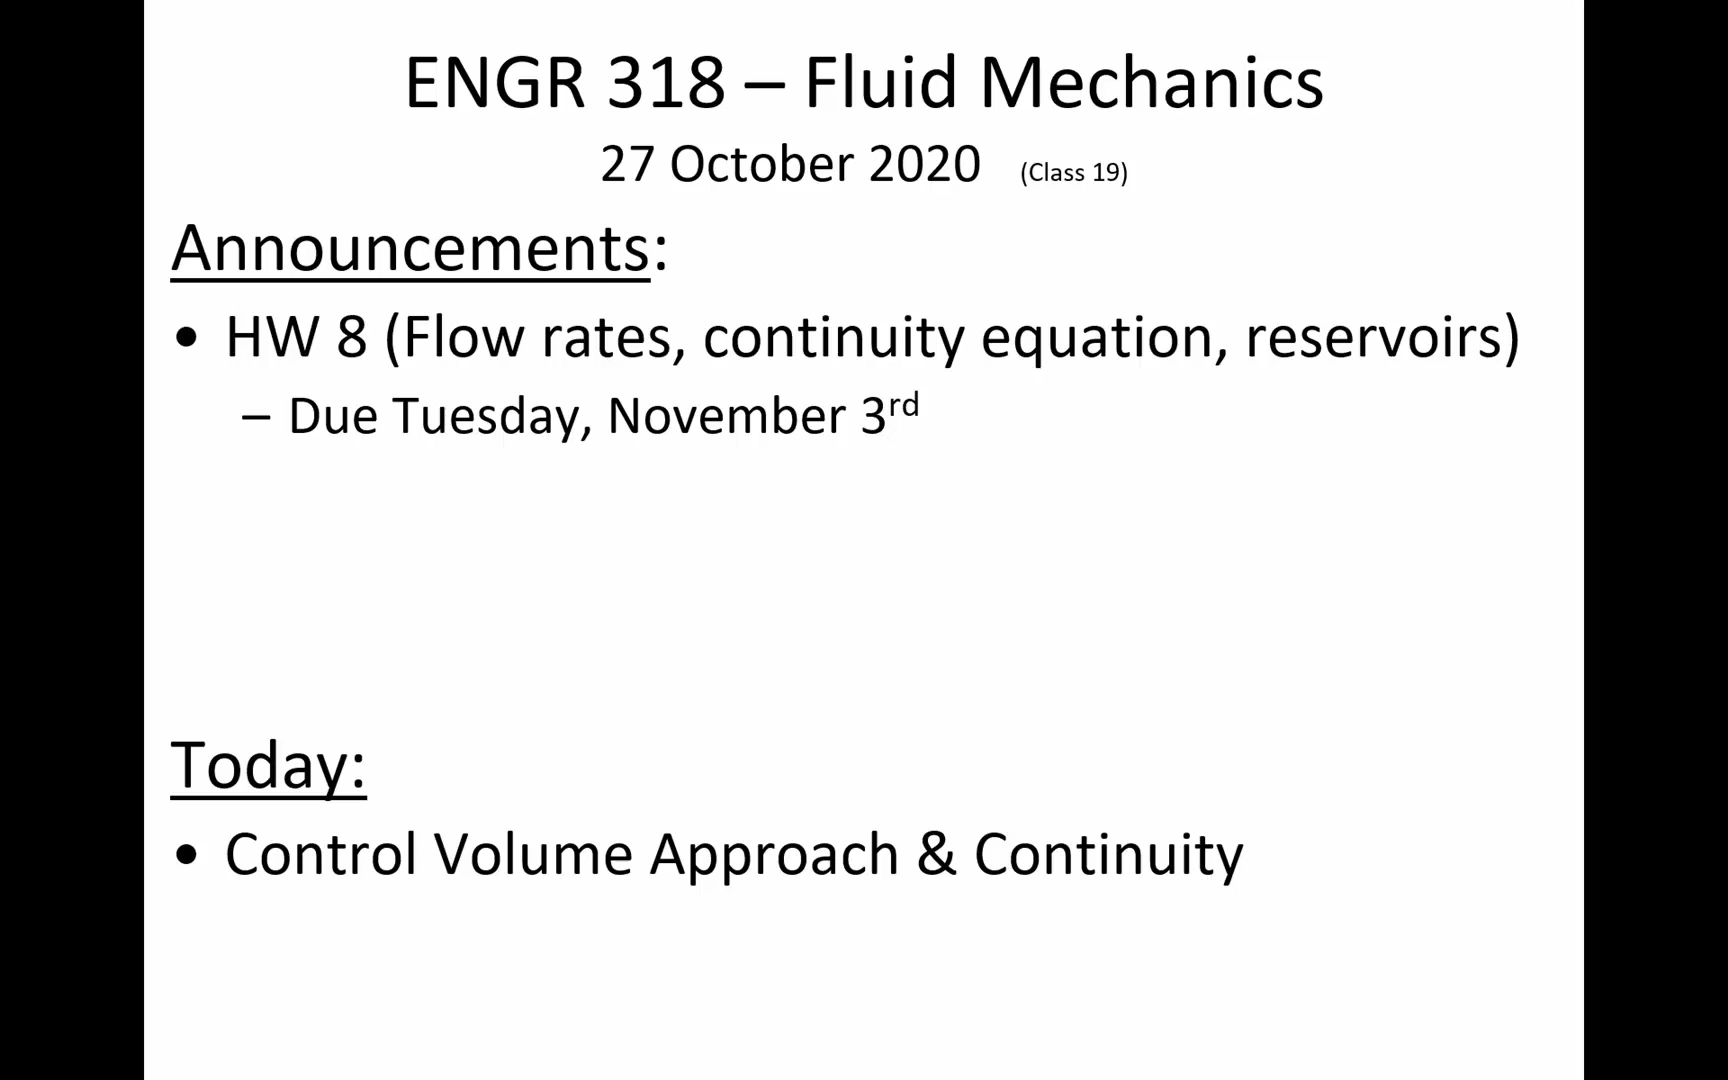 ENGR 318 – Fluid Mechanics
27 October 2020 (Class 19)
Announcements:
• HW 8 (Flow rates, continuity equation, reservoirs)
– Due Tuesday, November 3rd
Today:
• Control Volume Approach & Continuity